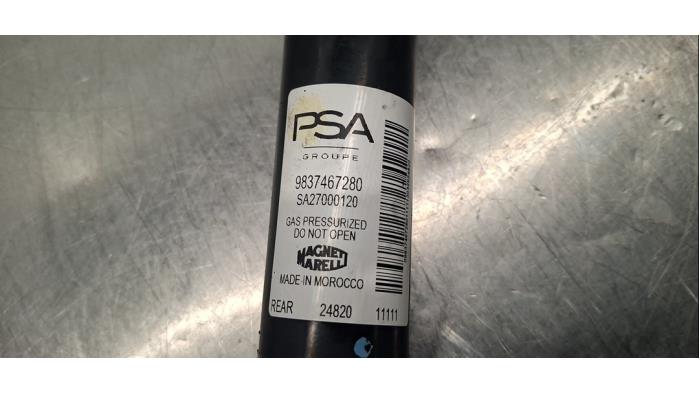 PSA
GROUPE
9837467280
SA27000120
GAS PRESSURIZED
DO NOT OPEN
MAGNETI
MARELLI
MADE IN MOROCCO
REAR 24820 11111